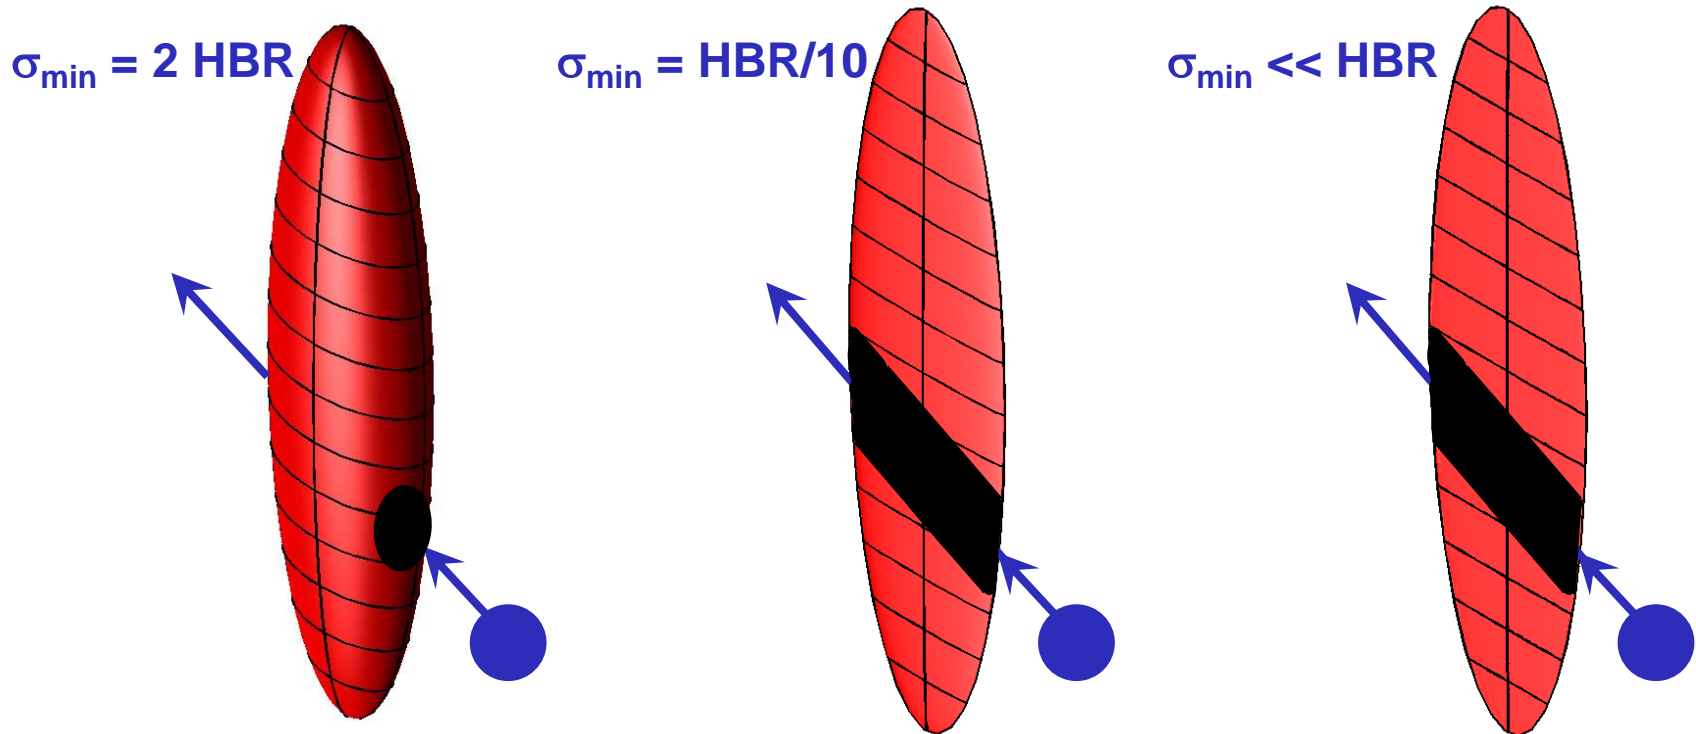 σmin = 2 HBR
σmin = HBR/10
σmin << HBR